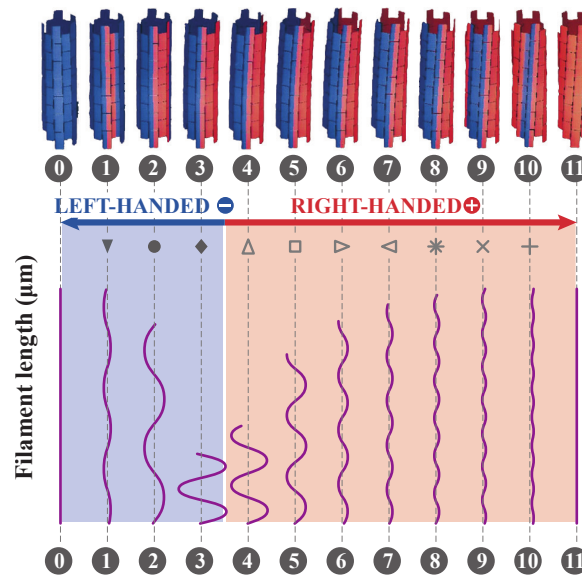 0 1 2 3 4 5 6 7 8 9 10 11
LEFT-HANDED − RIGHT-HANDED +
Filament length (μm)
0 1 2 3 4 5 6 7 8 9 10 11